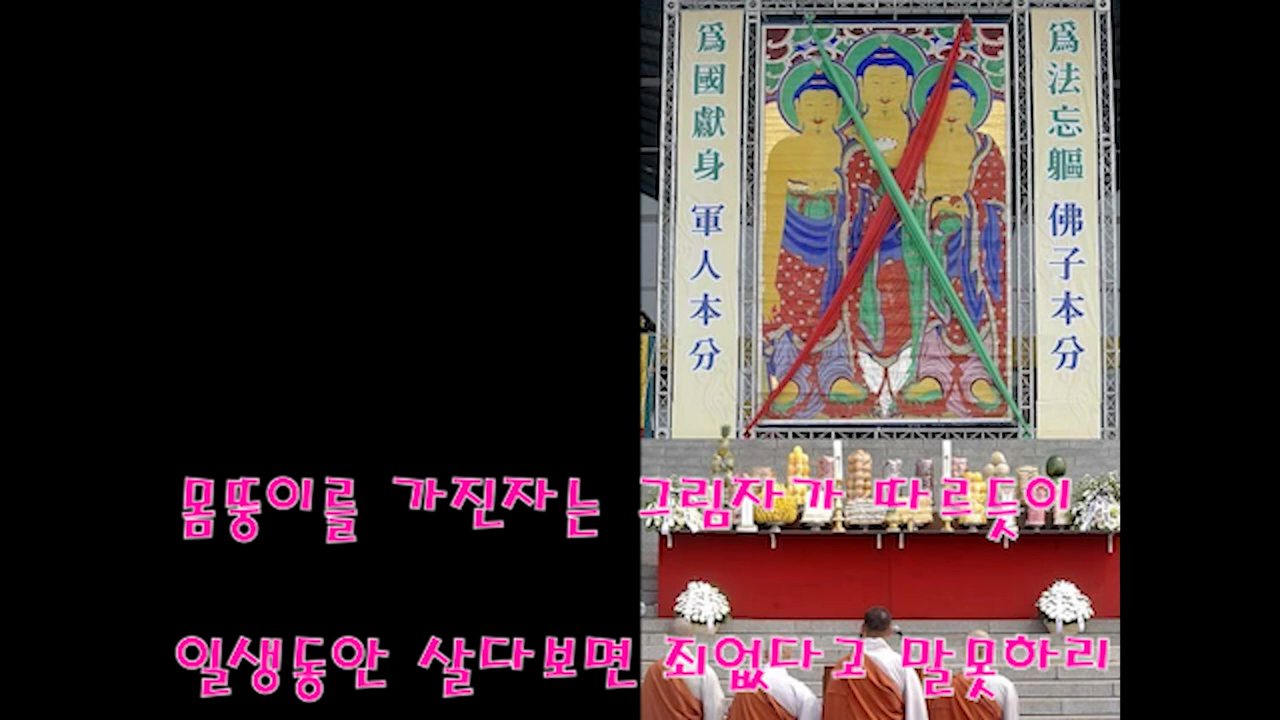 爲國獻身 軍人本分
爲法忘軀 佛子本分
몸뚱이를 가진자는 그림자가 따르듯이
일생동안 살다보면 죄없다고 말못하리